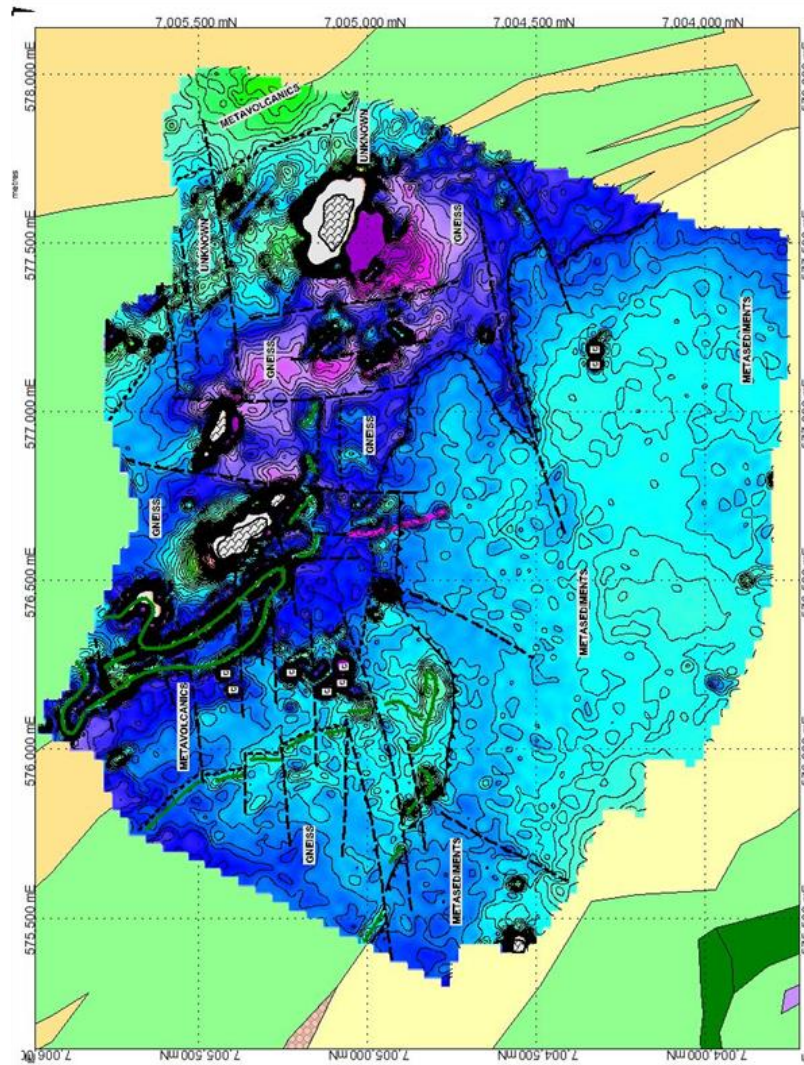 7,005,500 mN
7,005,000 mN
7,004,500 mN
7,004,000 mN
578,000 mE
metres
METAVOLCANICS
UNKNOWN
UNKNOWN
577,500 mE
GNEISS
GNEISS
METASEDIMENTS
C
C
577,000 mE
GNEISS
GNEISS
576,500 mE
METASEDIMENTS
METAVOLCANICS
C
C
C
C
C
C
576,000 mE
GNEISS
METASEDIMENTS
575,500 mE
7,005,500 mN
7,005,000 mN
7,004,500 mN
7,004,000 mN